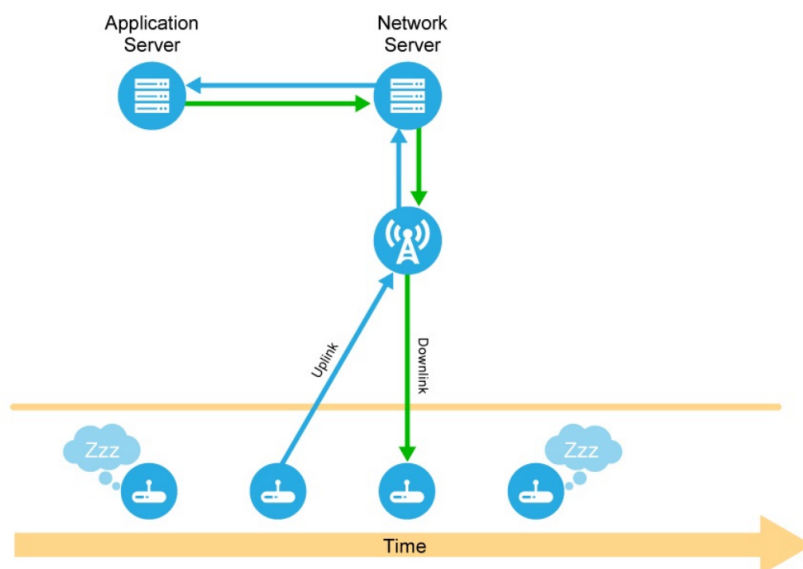 Application
Server
Network
Server
Uplink
Downlink
Zzz
Zzz
Time